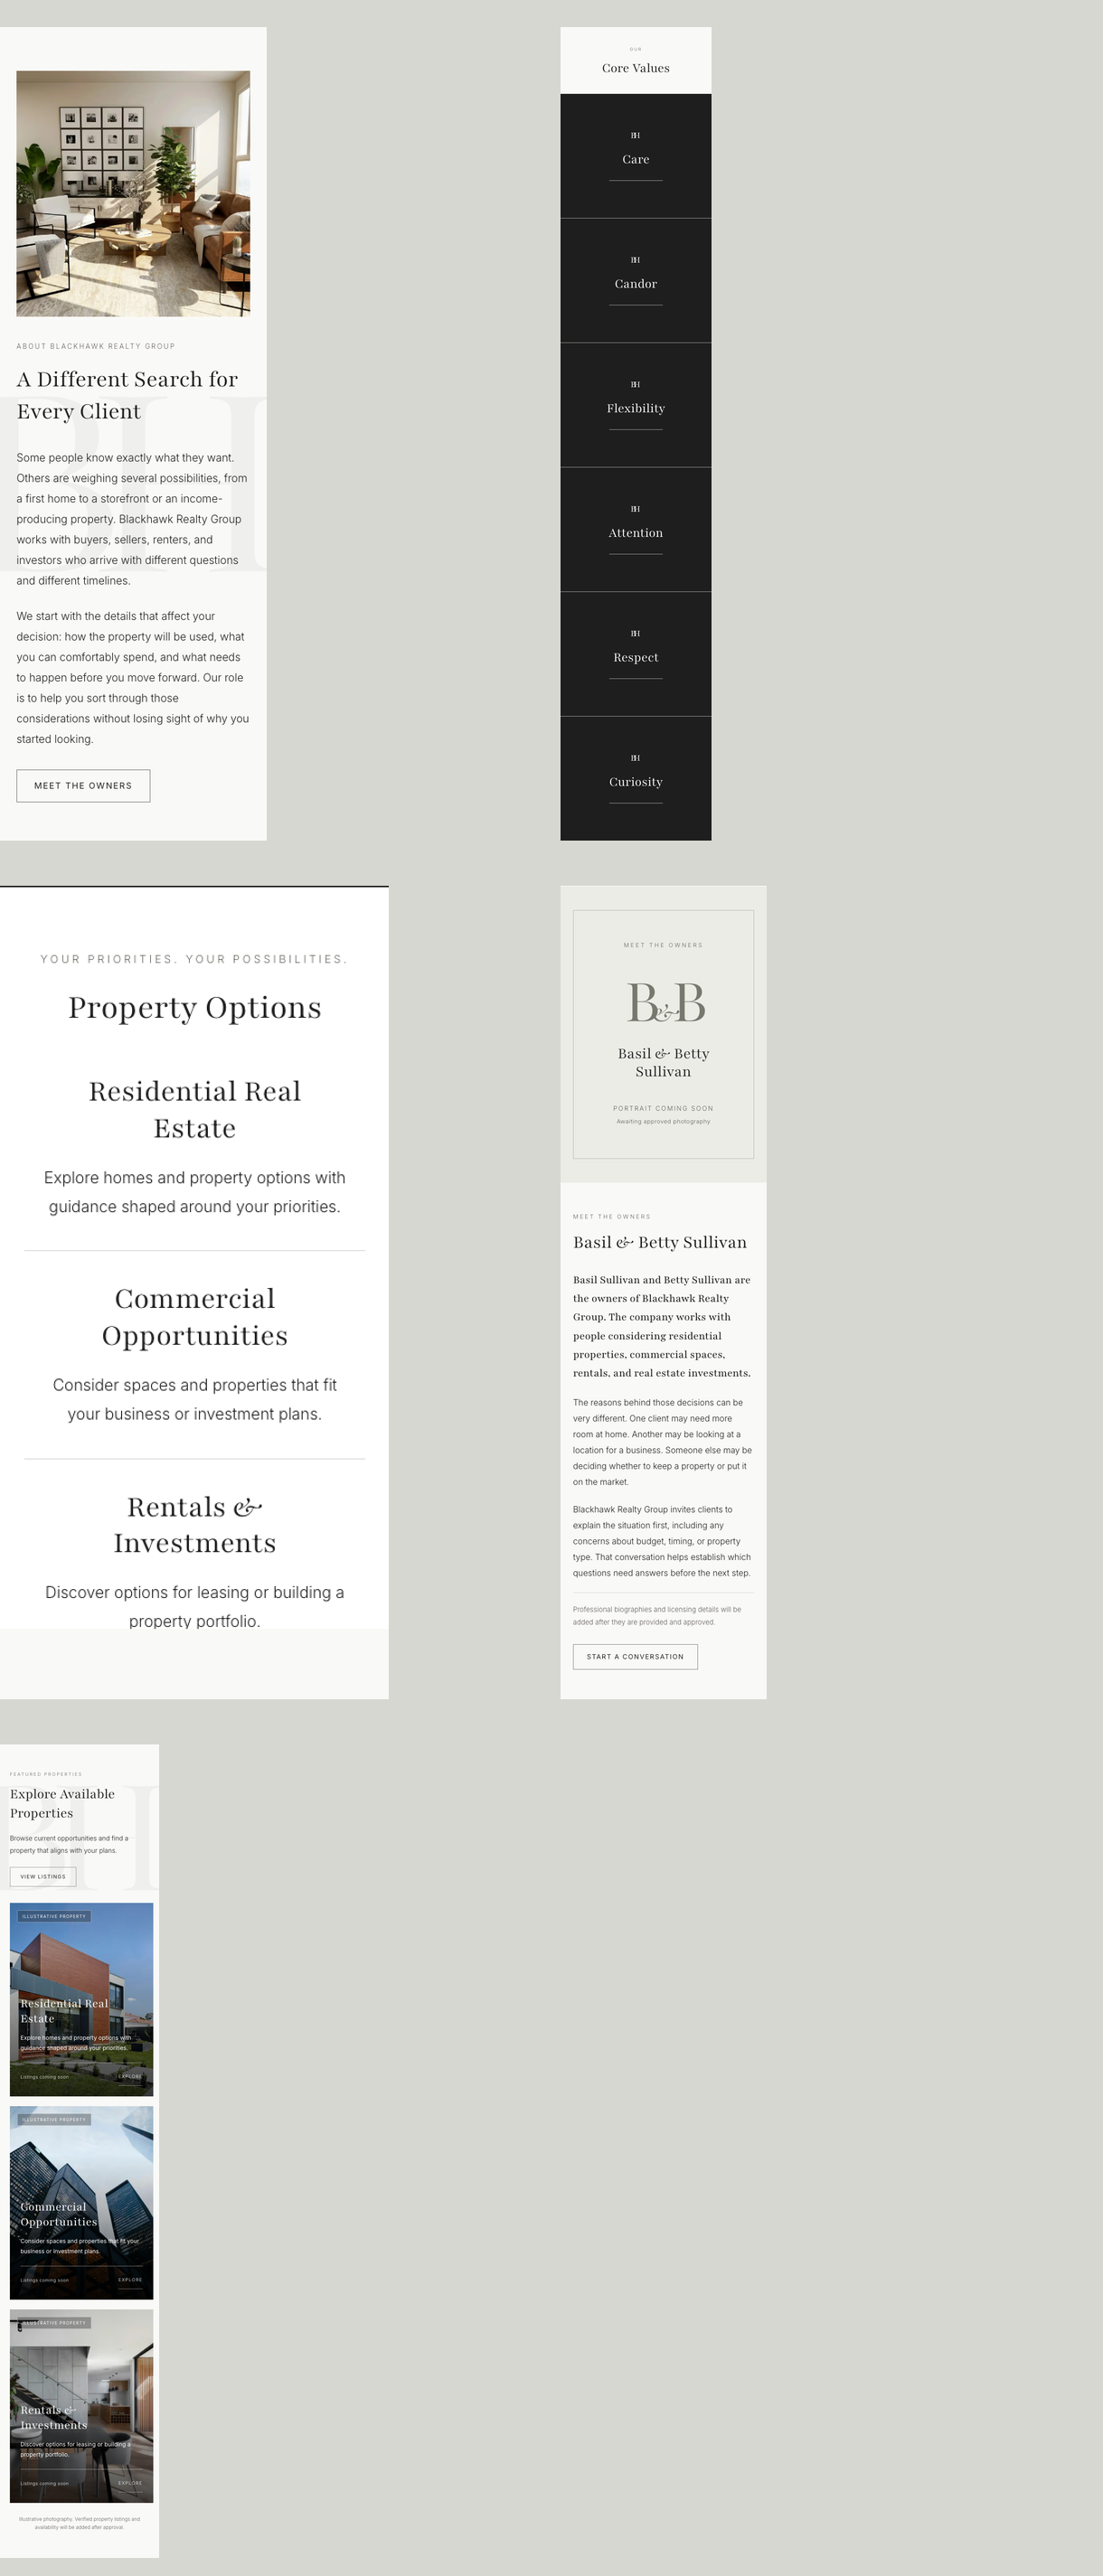 ABOUT BLACKHAWK REALTY GROUP
A Different Search for
Every Client
Some people know exactly what they want.
Others are weighing several possibilities, from
a first home to a storefront or an income-
producing property. Blackhawk Realty Group
works with buyers, sellers, renters, and
investors who arrive with different questions
and different timelines.
We start with the details that affect your
decision: how the property will be used, what
you can comfortably spend, and what needs
to happen before you move forward. Our role
is to help you sort through those
considerations without losing sight of why you
started looking.
MEET THE OWNERS
OUR
Core Values
BH
Care
BH
Candor
BH
Flexibility
BH
Attention
BH
Respect
BH
Curiosity
YOUR PRIORITIES. YOUR POSSIBILITIES.
Property Options
Residential Real
Estate
Explore homes and property options with
guidance shaped around your priorities.
Commercial
Opportunities
Consider spaces and properties that fit
your business or investment plans.
Rentals &
Investments
Discover options for leasing or building a
property portfolio.
MEET THE OWNERS
B&B
Basil & Betty
Sullivan
PORTRAIT COMING SOON
Awaiting approved photography
MEET THE OWNERS
Basil & Betty Sullivan
Basil Sullivan and Betty Sullivan are
the owners of Blackhawk Realty
Group. The company works with
people considering residential
properties, commercial spaces,
rentals, and real estate investments.
The reasons behind those decisions can be
very different. One client may need more
room at home. Another may be looking at a
location for a business. Someone else may be
deciding whether to keep a property or put it
on the market.
Blackhawk Realty Group invites clients to
explain the situation first, including any
concerns about budget, timing, or property
type. That conversation helps establish which
questions need answers before the next step.
Professional biographies and licensing details will be
added after they are provided and approved.
START A CONVERSATION
FEATURED PROPERTIES
Explore Available
Properties
Browse current opportunities and find a
property that aligns with your plans.
VIEW LISTINGS
ILLUSTRATIVE PROPERTY
Residential Real
Estate
Explore homes and property options with
guidance shaped around your priorities.
Listings coming soon
EXPLORE
ILLUSTRATIVE PROPERTY
Commercial
Opportunities
Consider spaces and properties that fit your
business or investment plans.
Listings coming soon
EXPLORE
ILLUSTRATIVE PROPERTY
Rentals &
Investments
Discover options for leasing or building a
property portfolio.
Listings coming soon
EXPLORE
Illustrative photography. Verified property listings and
availability will be added after approval.